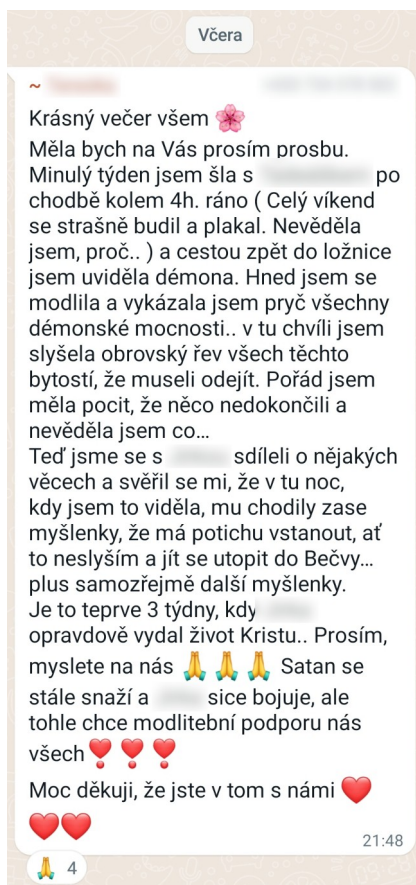 Včera
~
Krásný večer všem 🌸
Měla bych na Vás prosím prosbu.
Minulý týden jsem šla s po
chodbě kolem 4h. ráno ( Celý víkend
se strašně budil a plakal. Nevěděla
jsem, proč.. ) a cestou zpět do ložnice
jsem uviděla démona. Hned jsem se
modlila a vykázala jsem pryč všechny
démonské mocnosti.. v tu chvíli jsem
slyšela obrovský řev všech těchto
bytostí, že museli odejít. Pořád jsem
měla pocit, že něco nedokončili a
nevěděla jsem co...
Teď jsme se s sdíleli o nějakých
věcech a svěřil se mi, že v tu noc,
kdy jsem to viděla, mu chodily zase
myšlenky, že má potichu vstanout, ať
to neslyším a jít se utopit do Bečvy...
plus samozřejmě další myšlenky.
Je to teprve 3 týdny, kdy
opravdově vydal život Kristu.. Prosím,
myslete na nás 🙏🙏🙏 Satan se
stále snaží a sice bojuje, ale
tohle chce modlitební podporu nás
všech❣️❣️❣️
Moc děkuji, že jste v tom s námi ❤️
❤️❤️
21:48
🙏 4